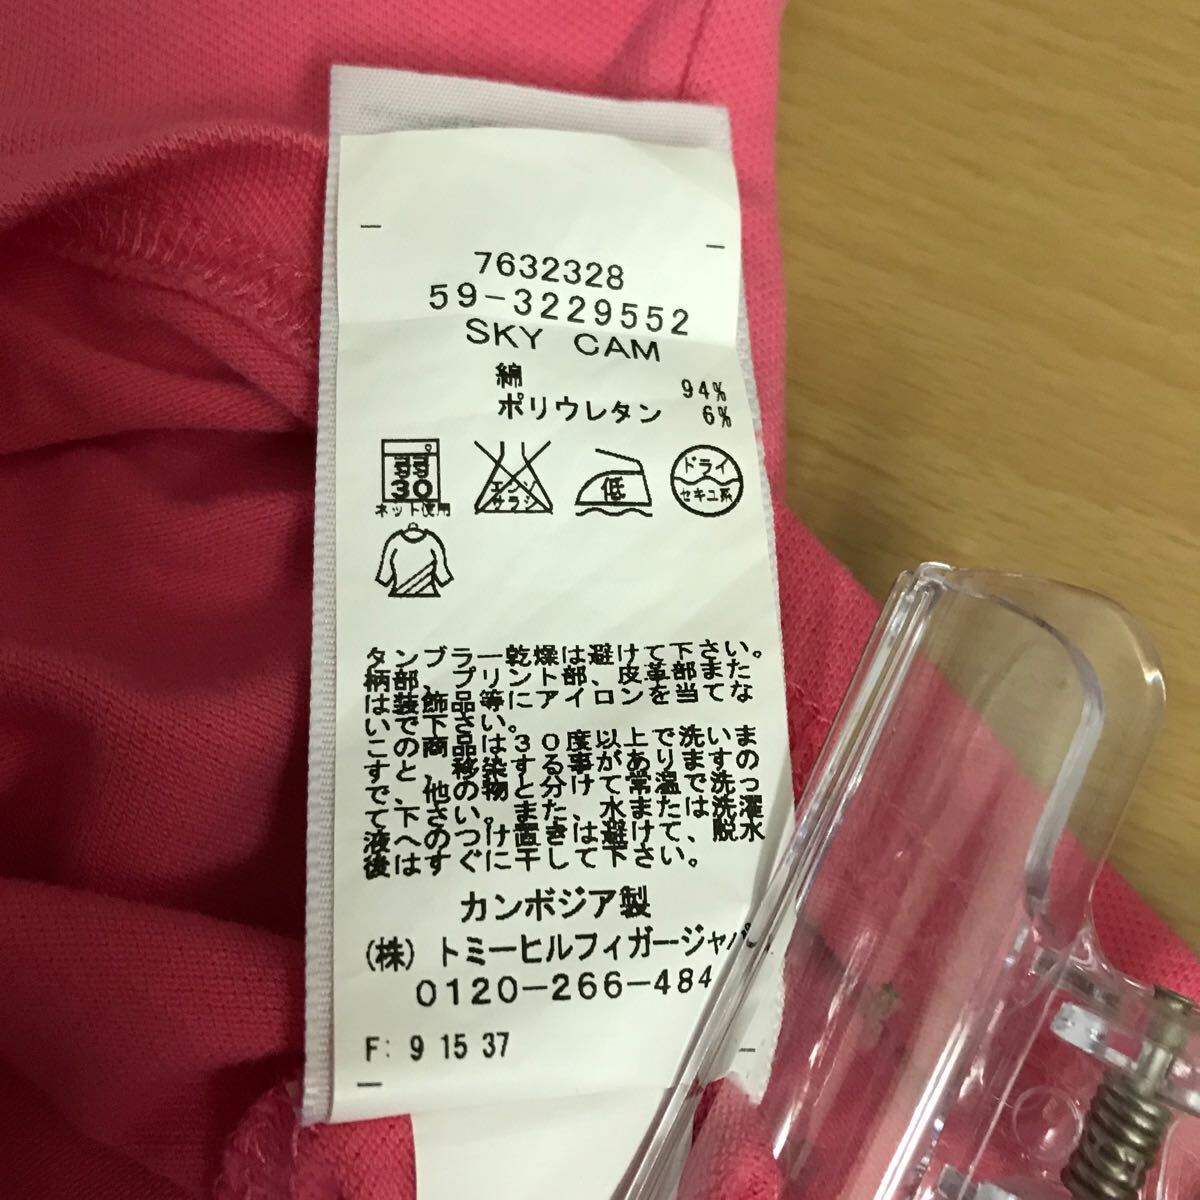 7632328
59-3229552
SKY CAM
綿 94%
ポリウレタン 6%
弱
30
ネット使用
エンソ
サラシ
低
ドライ
セキユ系
タンブラー乾燥は避けて下さい。
柄部、プリント部、皮革部また
は装飾品等にアイロンを当てな
いで下さい。
この商品は30度以上で洗いま
すと、移染する事がありますの
で、他の物と分けて常温で洗っ
て下さい。また、水または洗濯
液へのつけ置きは避けて、脱水
後はすぐに干して下さい。
カンボジア製
(株)トミーヒルフィガージャパン
0120-266-484
F: 9 15 37